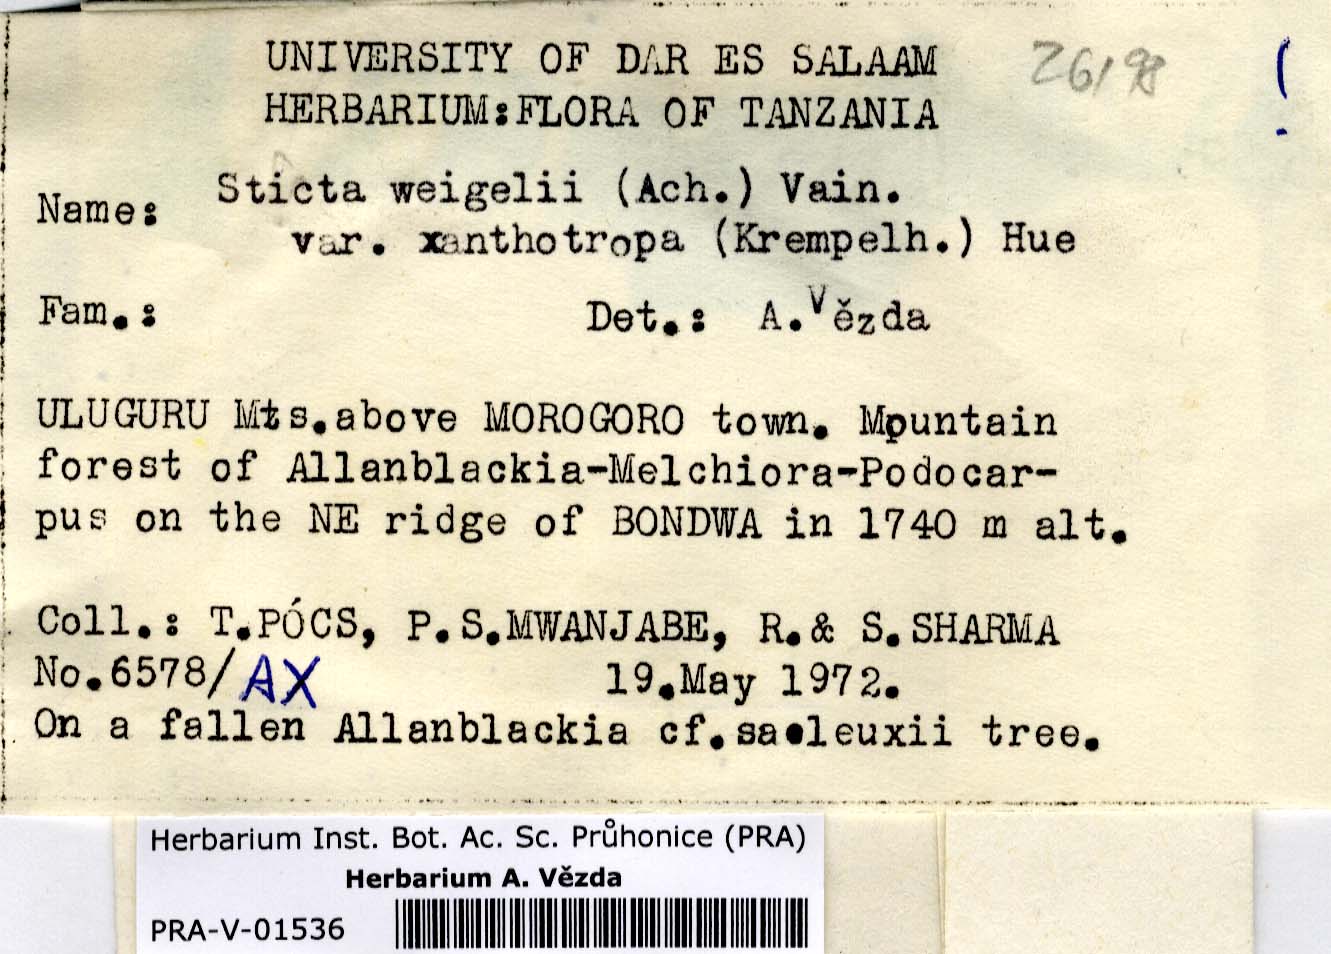 UNIVERSITY OF DAR ES SALAAM
26198
HERBARIUM:FLORA OF TANZANIA
!
Name: Sticta weigelii (Ach.) Vain.
var. xanthotropa (Krempelh.) Hue
Fam.: Det.: A.Vězda
ULUGURU Mts.above MOROGORO town. Mountain
forest of Allanblackia-Melchiora-Podocar-
pus on the NE ridge of BONDWA in 1740 m alt.
Coll.: T.PÓCS, P.S.MWANJABE, R.& S.SHARMA
No.6578/AX 19.May 1972.
On a fallen Allanblackia cf. tree.
Herbarium Inst. Bot. Ac. Sc. Průhonice (PRA)
Herbarium A. Vězda
PRA-V-01536